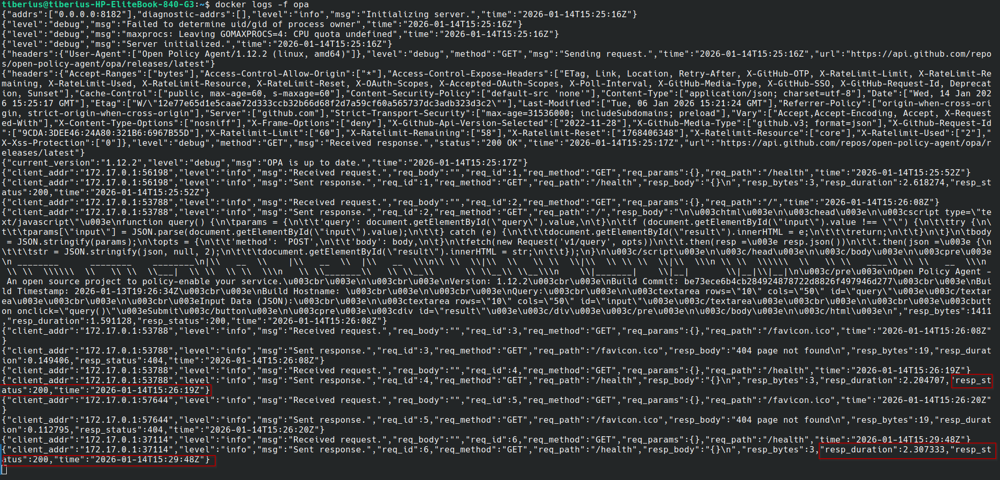 tiberius@tiberius-HP-EliteBook-840-G3:~$ docker logs -f opa
{"addrs":["0.0.0.0:8182"],"diagnostic-addrs":[],"level":"info","msg":"Initializing server.","time":"2026-01-14T15:25:16Z"}
{"level":"debug","msg":"Failed to determine uid/gid of process owner","time":"2026-01-14T15:25:16Z"}
{"level":"debug","msg":"maxprocs: Leaving GOMAXPROCS=4: CPU quota undefined","time":"2026-01-14T15:25:16Z"}
{"level":"debug","msg":"Server initialized.","time":"2026-01-14T15:25:16Z"}
{"headers":{"User-Agent":["Open Policy Agent/1.12.2 (linux, amd64)"]},"level":"debug","method":"GET","msg":"Sending request.","time":"2026-01-14T15:25:16Z","url":"https://api.github.com/repo
s/open-policy-agent/opa/releases/latest"}
{"headers":{"Accept-Ranges":["bytes"],"Access-Control-Allow-Origin":["*"],"Access-Control-Expose-Headers":["ETag, Link, Location, Retry-After, X-GitHub-OTP, X-RateLimit-Limit, X-RateLimit-Re
maining, X-RateLimit-Used, X-RateLimit-Resource, X-RateLimit-Reset, X-OAuth-Scopes, X-Accepted-OAuth-Scopes, X-Poll-Interval, X-GitHub-Media-Type, X-GitHub-SSO, X-GitHub-Request-Id, Deprecat
ion, Sunset"],"Cache-Control":["public, max-age=60, s-maxage=60"],"Content-Security-Policy":["default-src 'none'"],"Content-Type":["application/json; charset=utf-8"],"Date":["Wed, 14 Jan 202
6 15:25:17 GMT"],"Etag":["W/\"12e77e65d1e5caae72d333ccb32b66d68f2d7a59cf60a565737dc3adb323d3c2\""],"Last-Modified":["Tue, 06 Jan 2026 15:21:24 GMT"],"Referrer-Policy":["origin-when-cross-ori
gin, strict-origin-when-cross-origin"],"Server":["github.com"],"Strict-Transport-Security":["max-age=31536000; includeSubdomains; preload"],"Vary":["Accept,Accept-Encoding, Accept, X-Request
ed-With"],"X-Content-Type-Options":["nosniff"],"X-Frame-Options":["deny"],"X-Github-Api-Version-Selected":["2022-11-28"],"X-Github-Media-Type":["github.v3; format=json"],"X-Github-Request-Id
":["9CDA:3DEE46:24A80:321B6:6967B55D"],"X-Ratelimit-Limit":["60"],"X-Ratelimit-Remaining":["58"],"X-Ratelimit-Reset":["1768406348"],"X-Ratelimit-Resource":["core"],"X-Ratelimit-Used":["2"],"
X-Xss-Protection":["0"]},"level":"debug","method":"GET","msg":"Received response.","status":"200 OK","time":"2026-01-14T15:25:17Z","url":"https://api.github.com/repos/open-policy-agent/opa/r
eleases/latest"}
{"current_version":"1.12.2","level":"debug","msg":"OPA is up to date.","time":"2026-01-14T15:25:17Z"}
{"client_addr":"172.17.0.1:56198","level":"info","msg":"Received request.","req_body":"","req_id":1,"req_method":"GET","req_params":{},"req_path":"/health","time":"2026-01-14T15:25:52Z"}
{"client_addr":"172.17.0.1:56198","level":"info","msg":"Sent response.","req_id":1,"req_method":"GET","req_path":"/health","resp_body":"{}\n","resp_bytes":3,"resp_duration":2.618274,"resp_st
atus":200,"time":"2026-01-14T15:25:52Z"}
{"client_addr":"172.17.0.1:53788","level":"info","msg":"Received request.","req_body":"","req_id":2,"req_method":"GET","req_params":{},"req_path":"/","time":"2026-01-14T15:26:08Z"}
{"client_addr":"172.17.0.1:53788","level":"info","msg":"Sent response.","req_id":2,"req_method":"GET","req_path":"/","resp_body":"\n\u003chtml\u003e\n\u003chead\u003e\n\u003cscript type=\"te
xt/javascript\"\u003e\nfunction query() {\n\tparams = {\n\t\t'query': document.getElementById(\"query\").value,\n\t}\n\tif (document.getElementById(\"input\").value !== \"\") {\n\t\ttry {\n\
t\t\tparams[\"input\"] = JSON.parse(document.getElementById(\"input\").value);\n\t\t} catch (e) {\n\t\t\tdocument.getElementById(\"result\").innerHTML = e;\n\t\t\treturn;\n\t\t}\n\t}\n\tbody
 = JSON.stringify(params);\n\topts = {\n\t\t'method': 'POST',\n\t\t'body': body,\n\t}\n\tfetch(new Request('v1/query', opts))\n\t\t.then(resp =\u003e resp.json())\n\t\t.then(json =\u003e {\n
\t\t\tstr = JSON.stringify(json, null, 2);\n\t\t\tdocument.getElementById(\"result\").innerHTML = str;\n\t\t});\n}\n\u003c/script\u003e\n\u003c/head\u003e\n\u003c/body\u003e\n\u003cpre\u003e
\n ________      ________    ________\n|\\   __  \\    |\\   __  \\  |\\   __  \\\n\\ \\  \\|\\  \\   \\ \\  \\|\\  \\ \\ \\  \\|\\  \\\n \\ \\  \\\\\\  \\   \\ \\   ____\\ \\ \\   __  \\\n
 \\ \\  \\\\\\  \\   \\ \\  \\___|  \\ \\  \\ \\  \\\n   \\ \\_______\\   \\ \\__\\      \\ \\__\\ \\__\\\n    \\|_______|    \\|__|       \\|__|\\|__|\n\u003c/pre\u003e\nOpen Policy Agent -
 An open source project to policy-enable your service.\u003cbr\u003e\n\u003cbr\u003e\nVersion: 1.12.2\u003cbr\u003e\nBuild Commit: be73ece6b4cb284924878722d8826f497946d277\u003cbr\u003e\nBui
ld Timestamp: 2026-01-13T19:26:34Z\u003cbr\u003e\nBuild Hostname: \u003cbr\u003e\n\u003cbr\u003e\nQuery:\u003cbr\u003e\n\u003ctextarea rows=\"10\" cols=\"50\" id=\"query\"\u003e\u003c/textar
ea\u003e\u003cbr\u003e\n\u003cbr\u003eInput Data (JSON):\u003cbr\u003e\n\u003ctextarea rows=\"10\" cols=\"50\" id=\"input\"\u003e\u003c/textarea\u003e\u003cbr\u003e\n\u003cbr\u003e\u003cbutt
on onclick=\"query()\"\u003eSubmit\u003c/button\u003e\n\u003cpre\u003e\u003cdiv id=\"result\"\u003e\u003c/div\u003e\u003c/pre\u003e\n\u003c/body\u003e\n\u003c/html\u003e\n","resp_bytes":1411
,"resp_duration":1.591128,"resp_status":200,"time":"2026-01-14T15:26:08Z"}
{"client_addr":"172.17.0.1:53788","level":"info","msg":"Received request.","req_body":"","req_id":3,"req_method":"GET","req_params":{},"req_path":"/favicon.ico","time":"2026-01-14T15:26:08Z"
}
{"client_addr":"172.17.0.1:53788","level":"info","msg":"Sent response.","req_id":3,"req_method":"GET","req_path":"/favicon.ico","resp_body":"404 page not found\n","resp_bytes":19,"resp_durat
ion":0.149406,"resp_status":404,"time":"2026-01-14T15:26:08Z"}
{"client_addr":"172.17.0.1:53788","level":"info","msg":"Received request.","req_body":"","req_id":4,"req_method":"GET","req_params":{},"req_path":"/health","time":"2026-01-14T15:26:19Z"}
{"client_addr":"172.17.0.1:53788","level":"info","msg":"Sent response.","req_id":4,"req_method":"GET","req_path":"/health","resp_body":"{}\n","resp_bytes":3,"resp_duration":2.204707,"resp_st
atus":200,"time":"2026-01-14T15:26:19Z"}
{"client_addr":"172.17.0.1:57644","level":"info","msg":"Received request.","req_body":"","req_id":5,"req_method":"GET","req_params":{},"req_path":"/favicon.ico","time":"2026-01-14T15:26:20Z"
}
{"client_addr":"172.17.0.1:57644","level":"info","msg":"Sent response.","req_id":5,"req_method":"GET","req_path":"/favicon.ico","resp_body":"404 page not found\n","resp_bytes":19,"resp_durat
ion":0.112795,"resp_status":404,"time":"2026-01-14T15:26:20Z"}
{"client_addr":"172.17.0.1:37114","level":"info","msg":"Received request.","req_body":"","req_id":6,"req_method":"GET","req_params":{},"req_path":"/health","time":"2026-01-14T15:29:48Z"}
{"client_addr":"172.17.0.1:37114","level":"info","msg":"Sent response.","req_id":6,"req_method":"GET","req_path":"/health","resp_body":"{}\n","resp_bytes":3,"resp_duration":2.307333,"resp_st
atus":200,"time":"2026-01-14T15:29:48Z"}